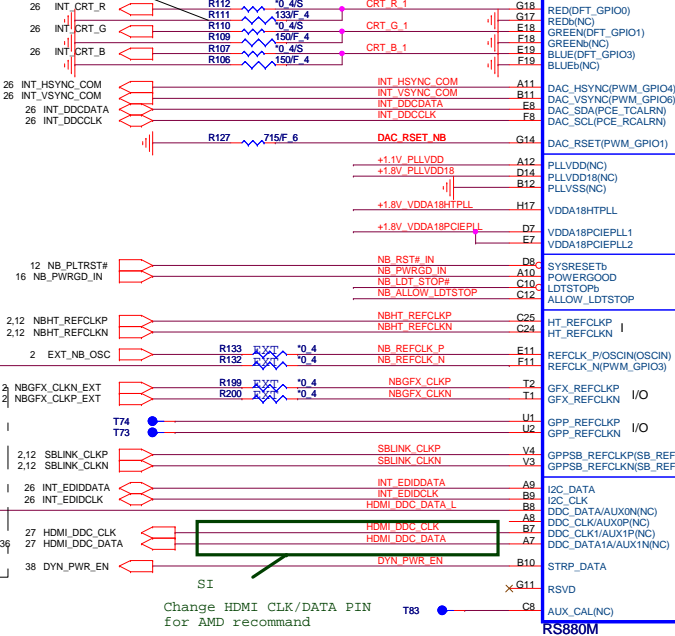 26 INT_CRT_R R112 *0_4/S CRT_R_1 G18 RED(DFT_GPIO0)
R111 133/F_4 G17 REDb(NC)
26 INT_CRT_G R110 *0_4/S CRT_G_1 E18 GREEN(DFT_GPIO1)
R109 150/F_4 F18 GREENb(NC)
26 INT_CRT_B R107 *0_4/S CRT_B_1 E19 BLUE(DFT_GPIO3)
R106 150/F_4 F19 BLUEb(NC)
26 INT_HSYNC_COM INT_HSYNC_COM A11 DAC_HSYNC(PWM_GPIO4)
26 INT_VSYNC_COM INT_VSYNC_COM B11 DAC_VSYNC(PWM_GPIO6)
26 INT_DDCDATA INT_DDCDATA E8 DAC_SDA(PCE_TCALRN)
26 INT_DDCCLK INT_DDCCLK F8 DAC_SCL(PCE_RCALRN)
R127 715/F_6 DAC_RSET_NB G14 DAC_RSET(PWM_GPIO1)
+1.1V_PLLVDD A12 PLLVDD(NC)
+1.8V_PLLVDD18 D14 PLLVDD18(NC)
B12 PLLVSS(NC)
+1.8V_VDDA18HTPLL H17 VDDA18HTPLL
+1.8V_VDDA18PCIEPLL D7 VDDA18PCIEPLL1
E7 VDDA18PCIEPLL2
12 NB_PLTRST# NB_RST#_IN D8 SYSRESETb
16 NB_PWRGD_IN NB_PWRGD_IN A10 POWERGOOD
NB_LDT_STOP# C10 LDTSTOPb
NB_ALLOW_LDTSTOP C12 ALLOW_LDTSTOP
2,12 NBHT_REFCLKP NBHT_REFCLKP C25 HT_REFCLKP I
2,12 NBHT_REFCLKN NBHT_REFCLKN C24 HT_REFCLKN
2 EXT_NB_OSC R133 EXT *0_4 NB_REFCLK_P E11 REFCLK_P/OSCIN(OSCIN)
R132 EXT *0_4 NB_REFCLK_N F11 REFCLK_N(PWM_GPIO3)
2 NBGFX_CLKN_EXT R199 EXT *0_4 NBGFX_CLKP T2 GFX_REFCLKP I/O
2 NBGFX_CLKP_EXT R200 EXT *0_4 NBGFX_CLKN T1 GFX_REFCLKN
T74 U1 GPP_REFCLKP I/O
T73 U2 GPP_REFCLKN
2,12 SBLINK_CLKP SBLINK_CLKP V4 GPPSB_REFCLKP(SB_REF
2,12 SBLINK_CLKN SBLINK_CLKN V3 GPPSB_REFCLKN(SB_REF
26 INT_EDIDDATA INT_EDIDDATA A9 I2C_DATA
26 INT_EDIDCLK INT_EDIDCLK B9 I2C_CLK
HDMI_DDC_DATA_L B8 DDC_DATA/AUX0N(NC)
A8 DDC_CLK/AUX0P(NC)
27 HDMI_DDC_CLK HDMI_DDC_CLK B7 DDC_CLK1/AUX1P(NC)
36 27 HDMI_DDC_DATA HDMI_DDC_DATA A7 DDC_DATA1A/AUX1N(NC)
38 DYN_PWR_EN DYN_PWR_EN B10 STRP_DATA
SI G11 RSVD
Change HDMI CLK/DATA PIN T83 C8 AUX_CAL(NC)
for AMD recommand
RS880M